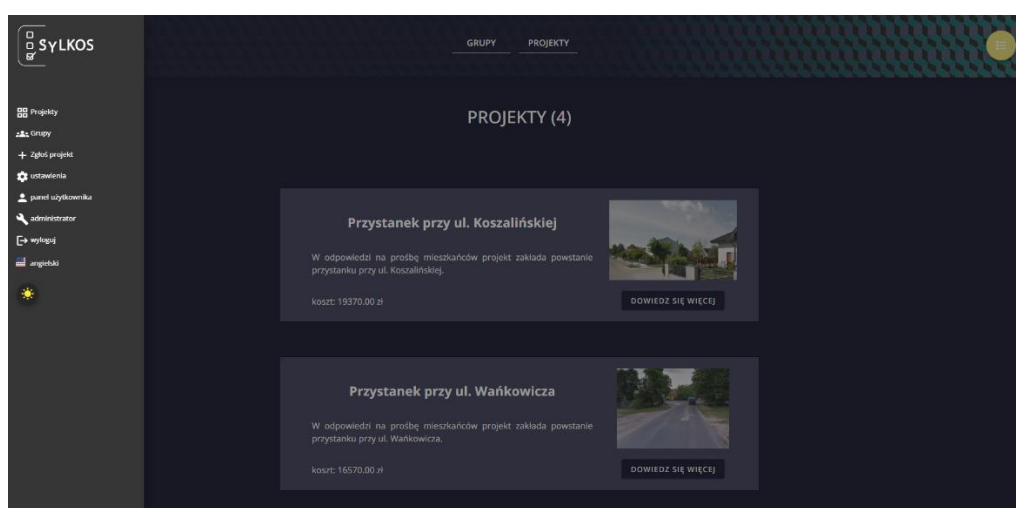 SYLKOS
Projekty
Grupy
Zgłoś projekt
ustawienia
panel użytkownika
administrator
wyloguj
angielski
GRUPY PROJEKTY
PROJEKTY (4)
Przystanek przy ul. Koszalińskiej
W odpowiedzi na prośbę mieszkańców projekt zakłada powstanie
przystanku przy ul. Koszalińskiej.
koszt: 19370.00 zł
DOWIEDZ SIĘ WIĘCEJ
Przystanek przy ul. Wańkowicza
W odpowiedzi na prośbę mieszkańców projekt zakłada powstanie
przystanku przy ul. Wańkowicza.
koszt: 16570.00 zł
DOWIEDZ SIĘ WIĘCEJ